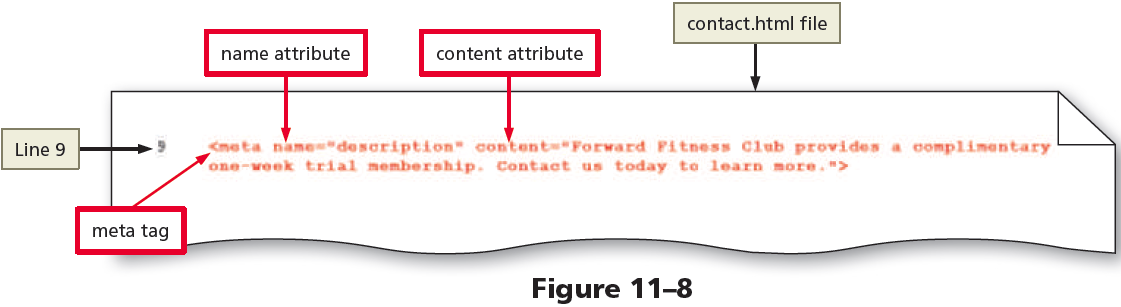 contact.html file
name attribute
content attribute
Line 9
9
<meta name="description" content="Forward Fitness Club provides a complimentary
one-week trial membership. Contact us today to learn more.">
meta tag
Figure 11–8